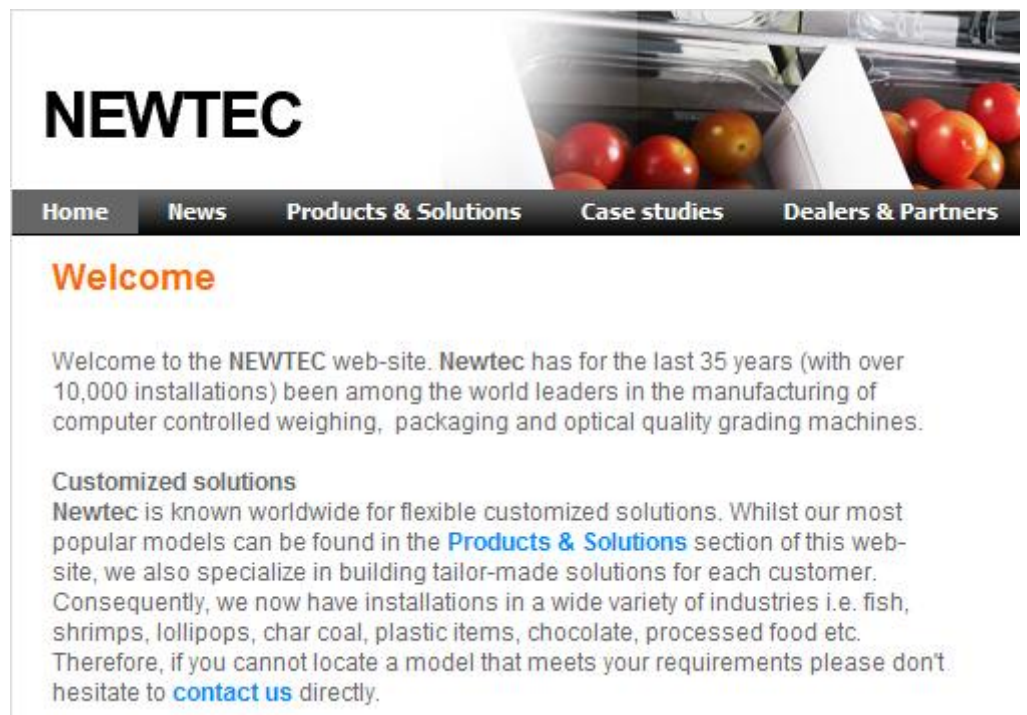 NEWTEC
Home News Products & Solutions Case studies Dealers & Partners
Welcome
Welcome to the NEWTEC web-site. Newtec has for the last 35 years (with over
10,000 installations) been among the world leaders in the manufacturing of
computer controlled weighing,  packaging and optical quality grading machines.
Customized solutions
Newtec is known worldwide for flexible customized solutions. Whilst our most
popular models can be found in the Products & Solutions section of this web-
site, we also specialize in building tailor-made solutions for each customer.
Consequently, we now have installations in a wide variety of industries i.e. fish,
shrimps, lollipops, char coal, plastic items, chocolate, processed food etc.
Therefore, if you cannot locate a model that meets your requirements please don't
hesitate to contact us directly.